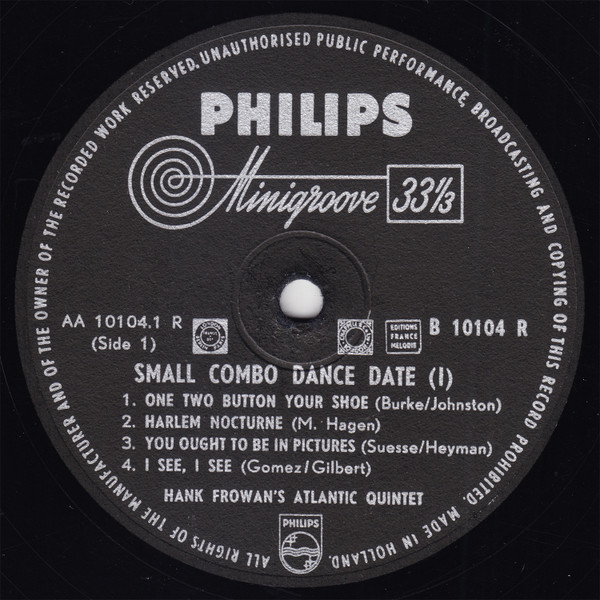 ALL RIGHTS OF THE MANUFACTURER AND OF THE OWNER OF THE RECORDED WORK RESERVED. UNAUTHORISED PUBLIC PERFORMANCE, BROADCASTING AND COPYING OF THIS RECORD PROHIBITED. MADE IN HOLLAND.
PHILIPS
Minigroove 33⅓
AA 10104.1 R
(Side 1)
EDITIONS
FRANCE
MÉLODIE
B 10104 R
SMALL COMBO DANCE DATE (I)
1. ONE TWO BUTTON YOUR SHOE (Burke/Johnston)
2. HARLEM NOCTURNE (M. Hagen)
3. YOU OUGHT TO BE IN PICTURES (Suesse/Heyman)
4. I SEE, I SEE (Gomez/Gilbert)
HANK FROWAN'S ATLANTIC QUINTET
PHILIPS